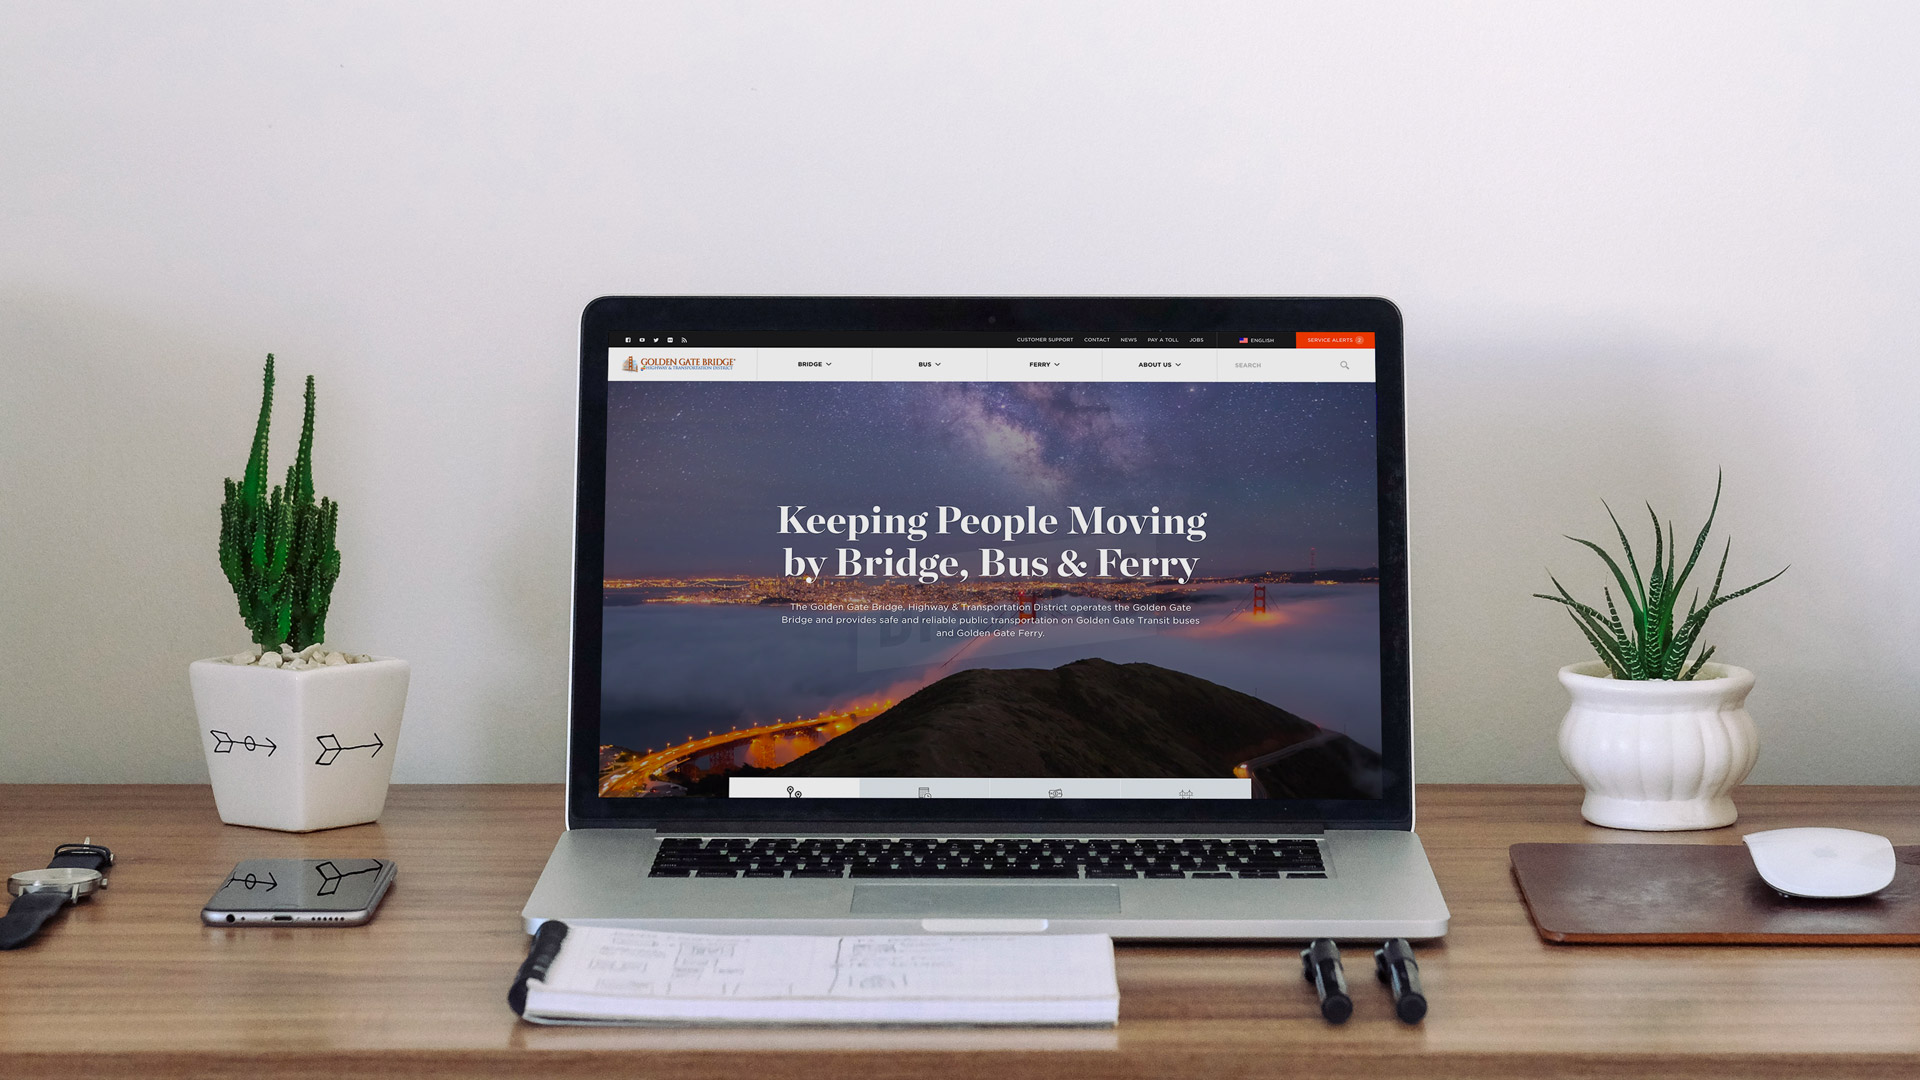 CUSTOMER SUPPORT CONTACT NEWS PAY A TOLL JOBS ENGLISH SERVICE ALERTS 2
GOLDEN GATE BRIDGE
HIGHWAY & TRANSPORTATION DISTRICT
BRIDGE BUS FERRY ABOUT US SEARCH
Keeping People Moving
by Bridge, Bus & Ferry
The Golden Gate Bridge, Highway & Transportation District operates the Golden Gate
Bridge and provides safe and reliable public transportation on Golden Gate Transit buses
and Golden Gate Ferry.